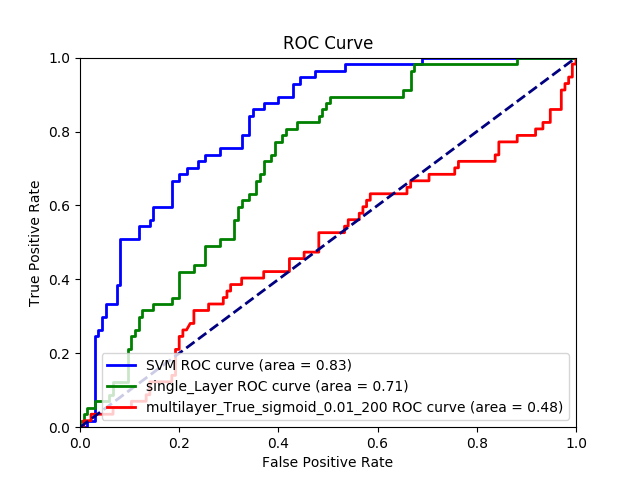 ROC Curve
True Positive Rate
1.0
0.8
0.6
0.4
0.2
0.0
SVM ROC curve (area = 0.83)
single_Layer ROC curve (area = 0.71)
multilayer_True_sigmoid_0.01_200 ROC curve (area = 0.48)
0.0 0.2 0.4 0.6 0.8 1.0
False Positive Rate